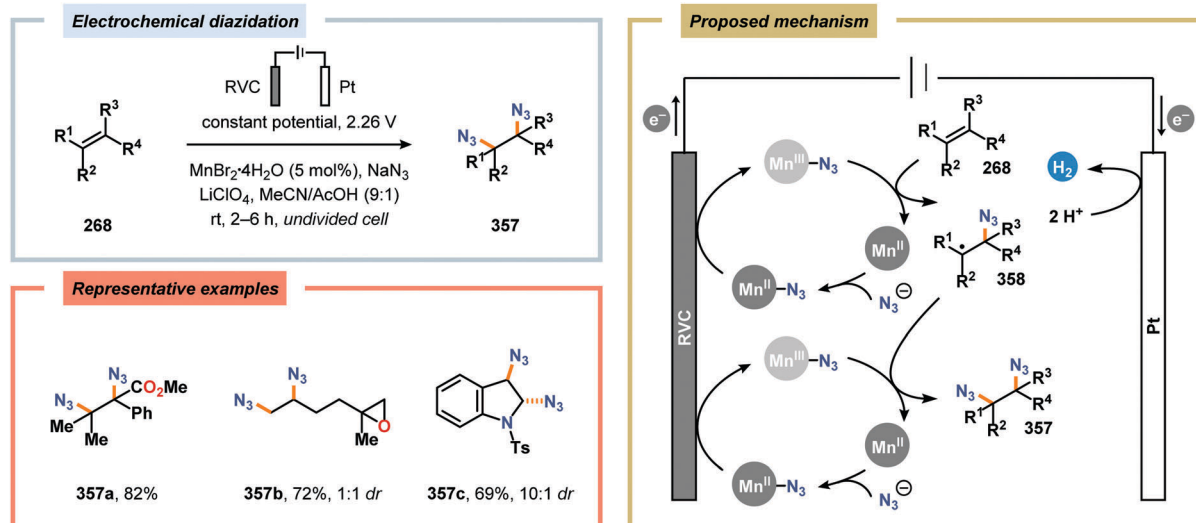 Electrochemical diazidation
RVC
Pt
constant potential, 2.26 V
MnBr₂·4H₂O (5 mol%), NaN₃
LiClO₄, MeCN/AcOH (9:1)
rt, 2–6 h, undivided cell
R¹
R²
R³
R⁴
268
N₃
N₃
R³
R⁴
R¹
R²
357
Representative examples
N₃
N₃
CO₂Me
Me
Me
Ph
357a, 82%
N₃
N₃
Me
O
357b, 72%, 1:1 dr
N₃
N₃
N
Ts
357c, 69%, 10:1 dr
Proposed mechanism
e⁻
e⁻
RVC
Pt
Mnᴵᴵᴵ–N₃
R¹
R²
R³
R⁴
268
H₂
2 H⁺
Mnᴵᴵ
N₃
R¹
R²
R³
R⁴
358
Mnᴵᴵ–N₃
N₃⊖
Mnᴵᴵᴵ–N₃
N₃
N₃
R³
R⁴
R¹
R²
357
Mnᴵᴵ
Mnᴵᴵ–N₃
N₃⊖